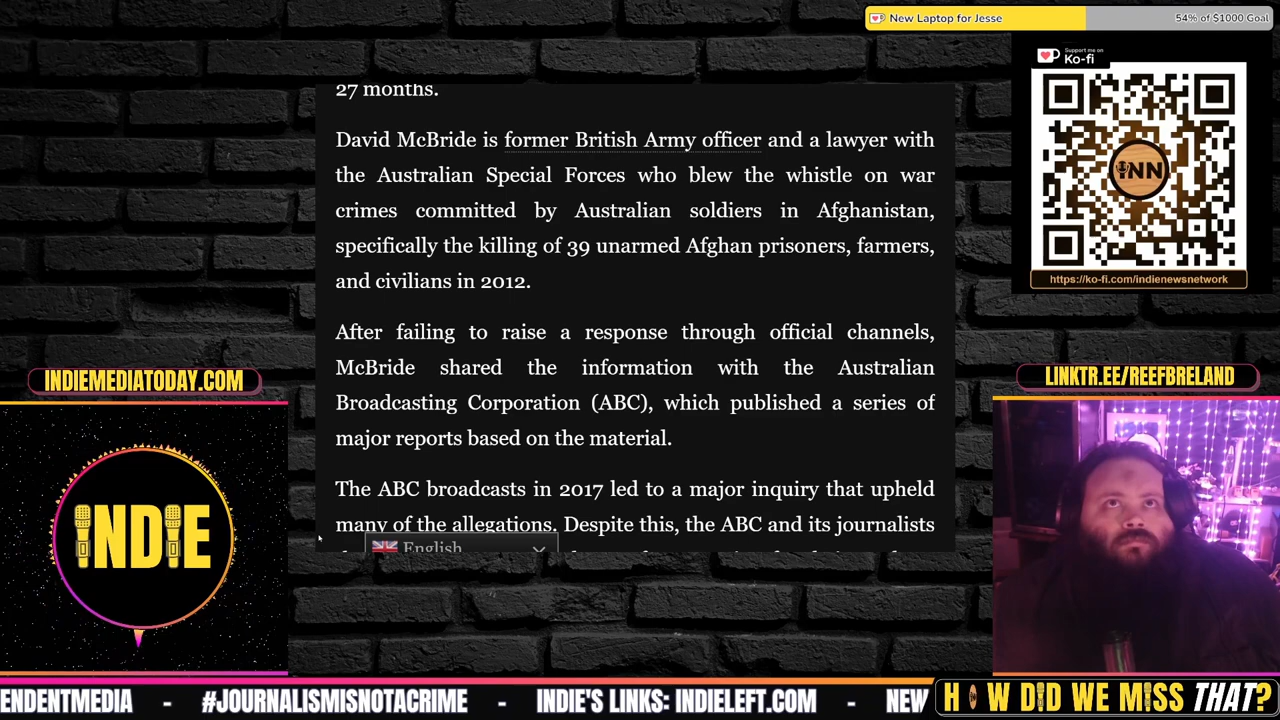 New Laptop for Jesse
54% of $1000 Goal
Support me on
Ko-fi
iNN
https://ko-fi.com/indienewsnetwork
27 months.
David McBride is former British Army officer and a lawyer with
the Australian Special Forces who blew the whistle on war
crimes committed by Australian soldiers in Afghanistan,
specifically the killing of 39 unarmed Afghan prisoners, farmers,
and civilians in 2012.
After failing to raise a response through official channels,
McBride shared the information with the Australian
Broadcasting Corporation (ABC), which published a series of
major reports based on the material.
The ABC broadcasts in 2017 led to a major inquiry that upheld
many of the allegations. Despite this, the ABC and its journalists
English
INDIEMEDIATODAY.COM
INDIE
LINKTR.EE/REEFBRELAND
ENDENTMEDIA - #JOURNALISMISNOTACRIME - INDIE'S LINKS: INDIELEFT.COM - NEW
HOW DID WE MISS THAT?